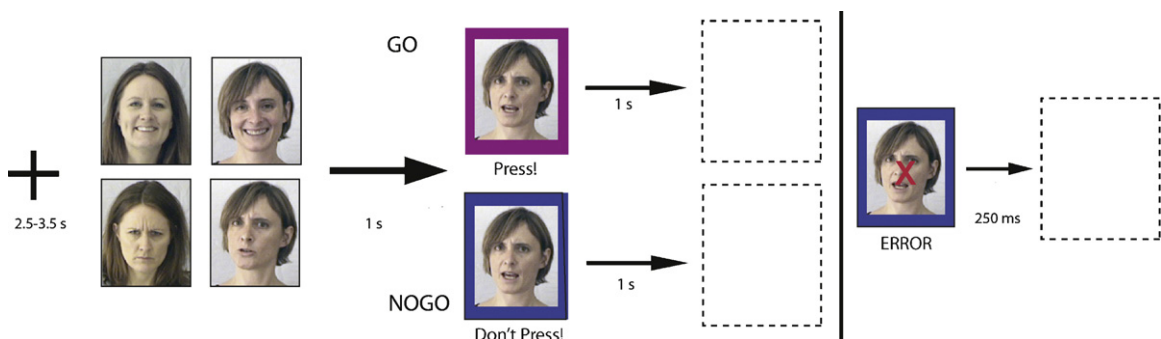 2.5-3.5 s
1 s
GO
Press!
1 s
NOGO
Don't Press!
1 s
X
ERROR
250 ms